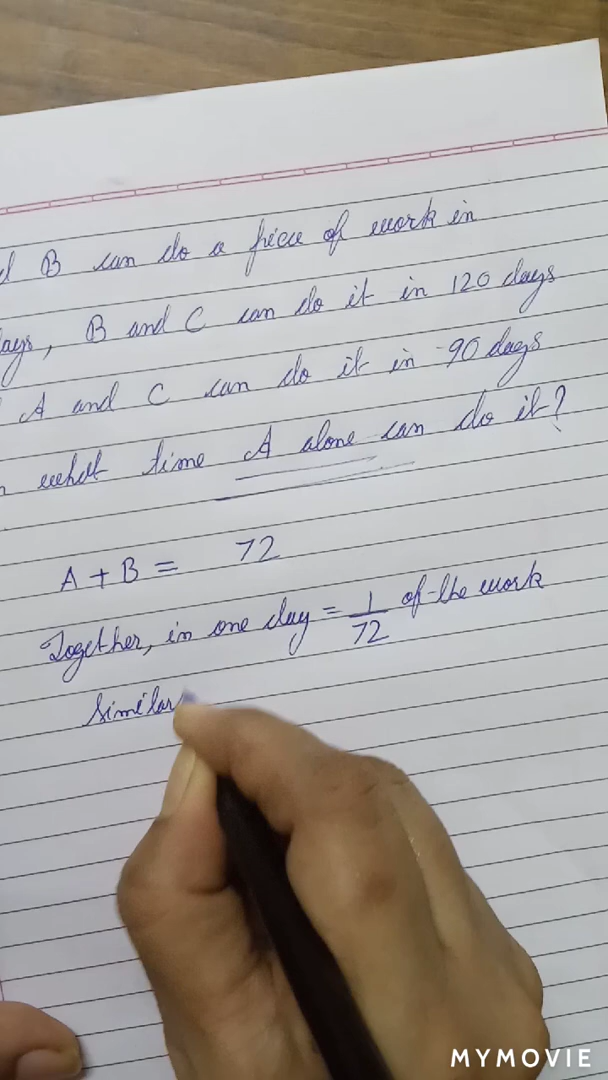 B can do a piece of work in
days, B and C can do it in 120 days
A and C can do it in 90 days
what time A alone can do it?
A + B = 72
Together, in one day = 1/72 of the work
Similar
MYMOVIE